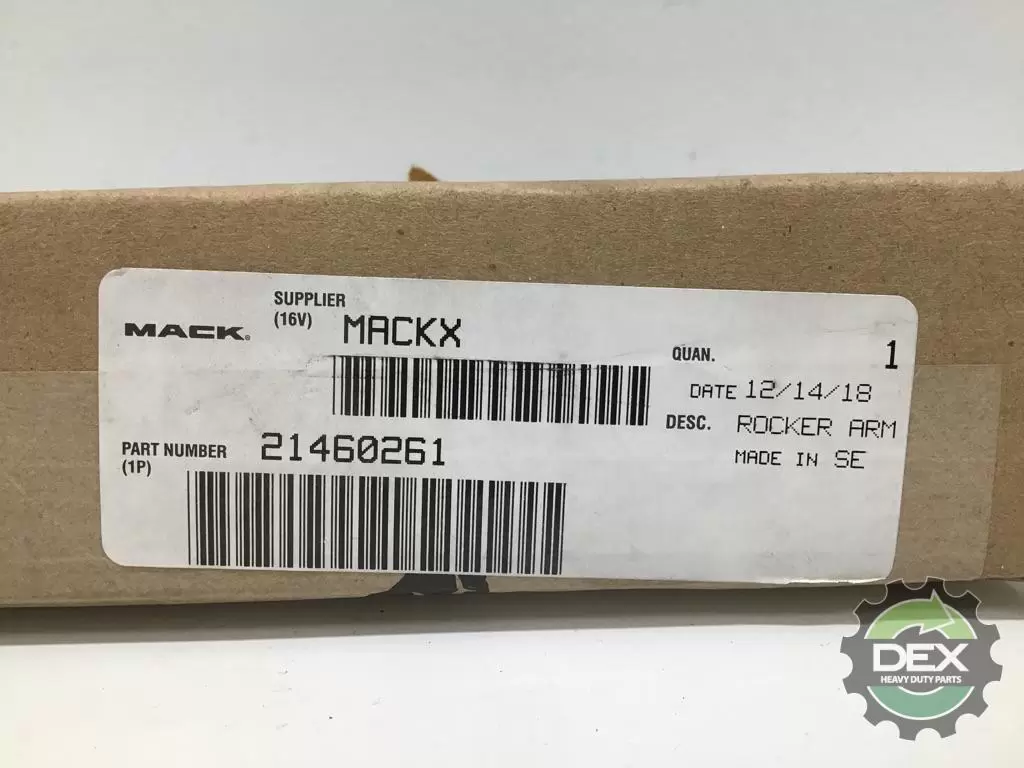 MACK®
SUPPLIER
(16V) MACKX
QUAN. 1
DATE 12/14/18
DESC. ROCKER ARM
MADE IN SE
PART NUMBER
(1P) 21460261
DEX
HEAVY DUTY PARTS